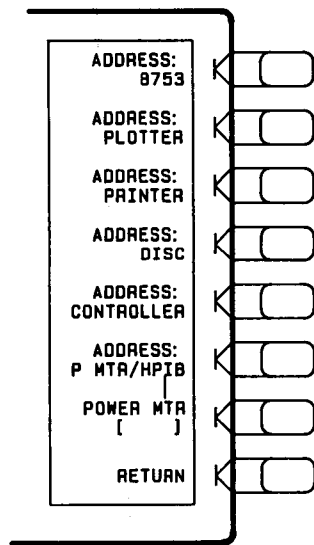 ADDRESS:
8753
ADDRESS:
PLOTTER
ADDRESS:
PRINTER
ADDRESS:
DISC
ADDRESS:
CONTROLLER
ADDRESS:
P MTR/HPIB
POWER MTR
[ ]
RETURN